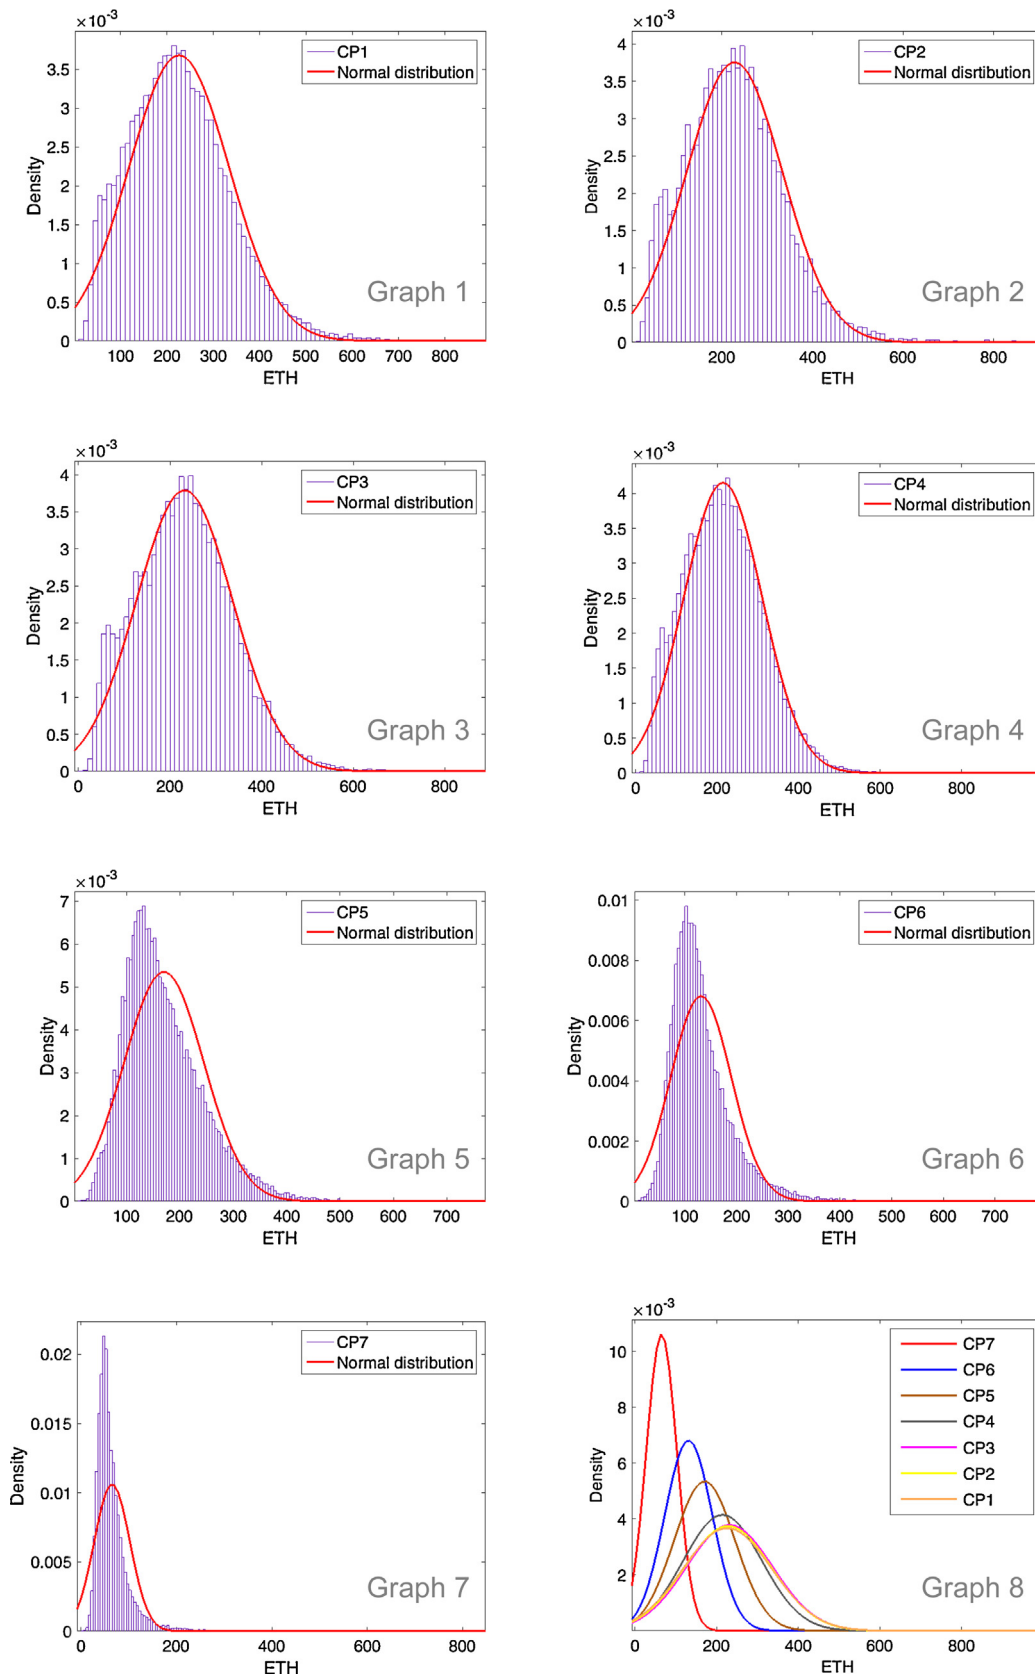 ×10⁻³
3.5
3
2.5
2
1.5
1
0.5
0
100 200 300 400 500 600 700 800
Density
ETH
CP1
Normal distribution
Graph 1
×10⁻³
4
3.5
3
2.5
2
1.5
1
0.5
0
200 400 600 800
Density
ETH
CP2
Normal disrtibution
Graph 2
×10⁻³
4
3.5
3
2.5
2
1.5
1
0.5
0
0 200 400 600 800
Density
ETH
CP3
Normal distribution
Graph 3
×10⁻³
4
3.5
3
2.5
2
1.5
1
0.5
0
0 200 400 600 800
Density
ETH
CP4
Normal distribution
Graph 4
×10⁻³
7
6
5
4
3
2
1
0
100 200 300 400 500 600 700
Density
ETH
CP5
Normal distribution
Graph 5
0.01
0.008
0.006
0.004
0.002
0
100 200 300 400 500 600 700
Density
ETH
CP6
Normal disrtibution
Graph 6
0.02
0.015
0.01
0.005
0
0 200 400 600 800
Density
ETH
CP7
Normal distribution
Graph 7
×10⁻³
10
8
6
4
2
0 200 400 600 800
Density
ETH
CP7
CP6
CP5
CP4
CP3
CP2
CP1
Graph 8